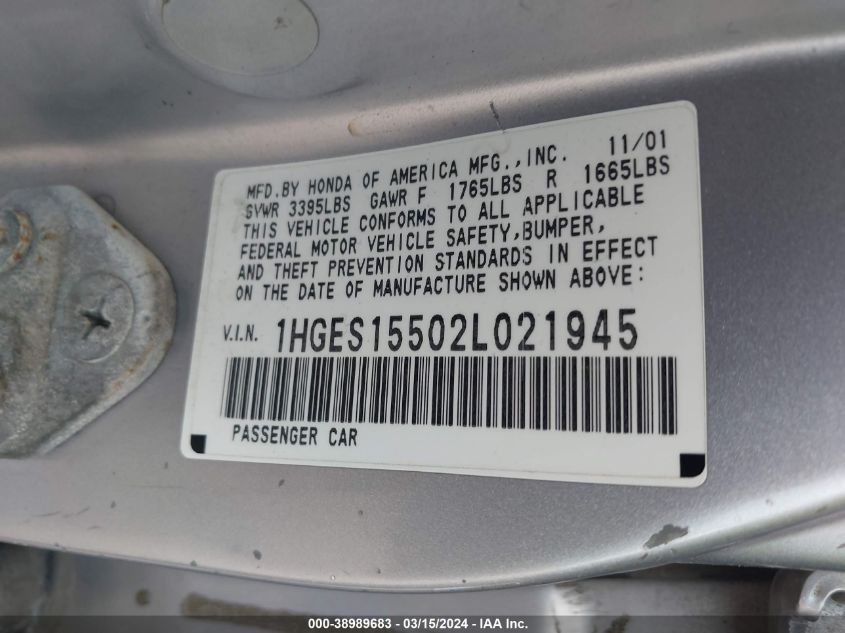 MFD.BY HONDA OF AMERICA MFG.,INC. 11/01
GVWR 3395LBS GAWR F 1765LBS R 1665LBS
THIS VEHICLE CONFORMS TO ALL APPLICABLE
FEDERAL MOTOR VEHICLE SAFETY,BUMPER,
AND THEFT PREVENTION STANDARDS IN EFFECT
ON THE DATE OF MANUFACTURE SHOWN ABOVE:
V.I.N. 1HGES15502L021945
PASSENGER CAR
000-38989683 - 03/15/2024 - IAA Inc.